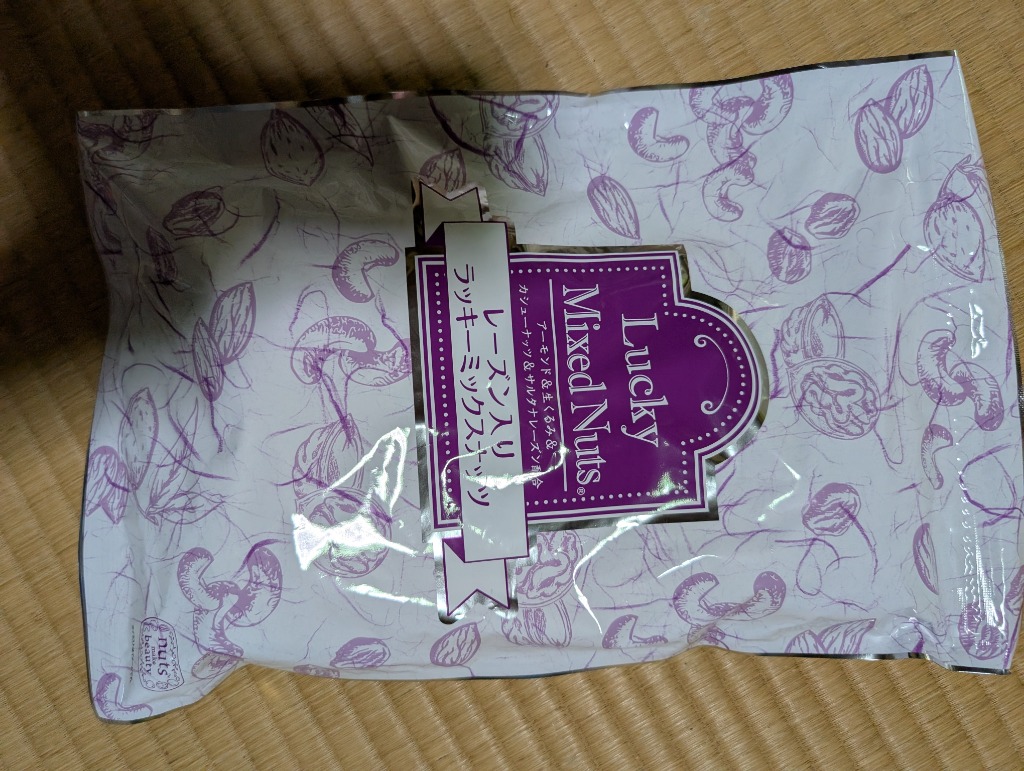 Lucky
Mixed Nuts®
アーモンド&生くるみ&
カシューナッツ&サルタナレーズン混合
レーズン入り
ラッキーミックスナッツ
nuts
make
beauty